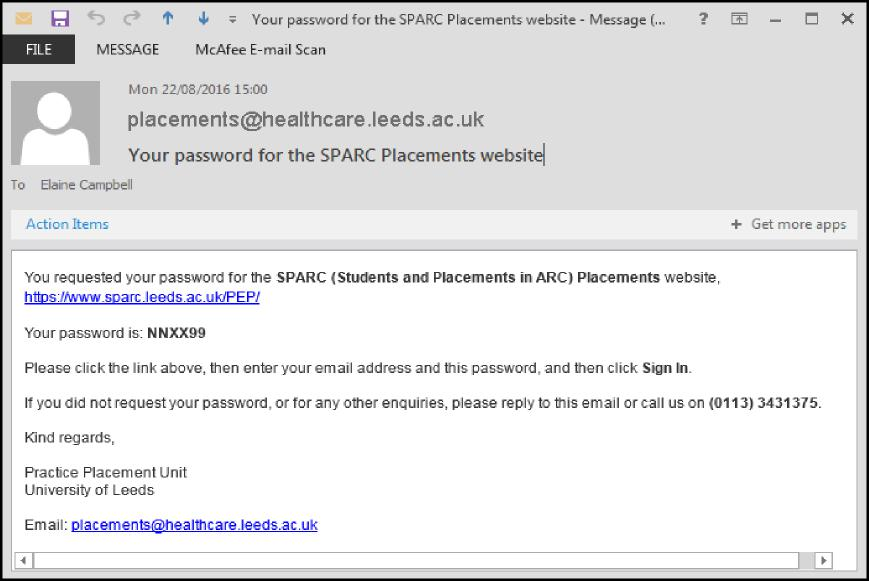 Your password for the SPARC Placements website - Message (...
?
FILE MESSAGE McAfee E-mail Scan
Mon 22/08/2016 15:00
placements@healthcare.leeds.ac.uk
Your password for the SPARC Placements website
To Elaine Campbell
Action Items + Get more apps
You requested your password for the SPARC (Students and Placements in ARC) Placements website,
https://www.sparc.leeds.ac.uk/PEP/
Your password is: NNXX99
Please click the link above, then enter your email address and this password, and then click Sign In.
If you did not request your password, or for any other enquiries, please reply to this email or call us on (0113) 3431375.
Kind regards,
Practice Placement Unit
University of Leeds
Email: placements@healthcare.leeds.ac.uk